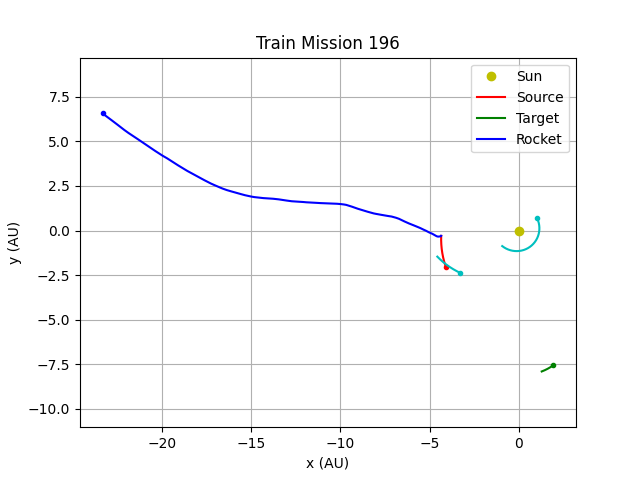 Train Mission 196
Sun
Source
Target
Rocket
7.5
5.0
2.5
0.0
−2.5
−5.0
−7.5
−10.0
y (AU)
−20
−15
−10
−5
0
x (AU)